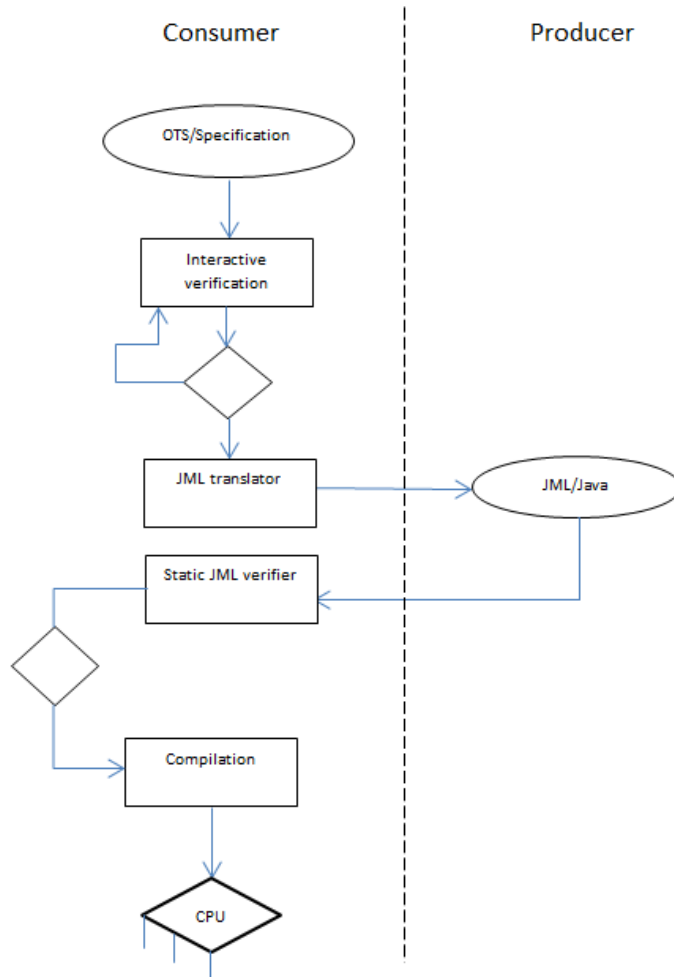 Consumer
Producer
OTS/Specification
Interactive
verification
JML translator
JML/Java
Static JML verifier
Compilation
CPU